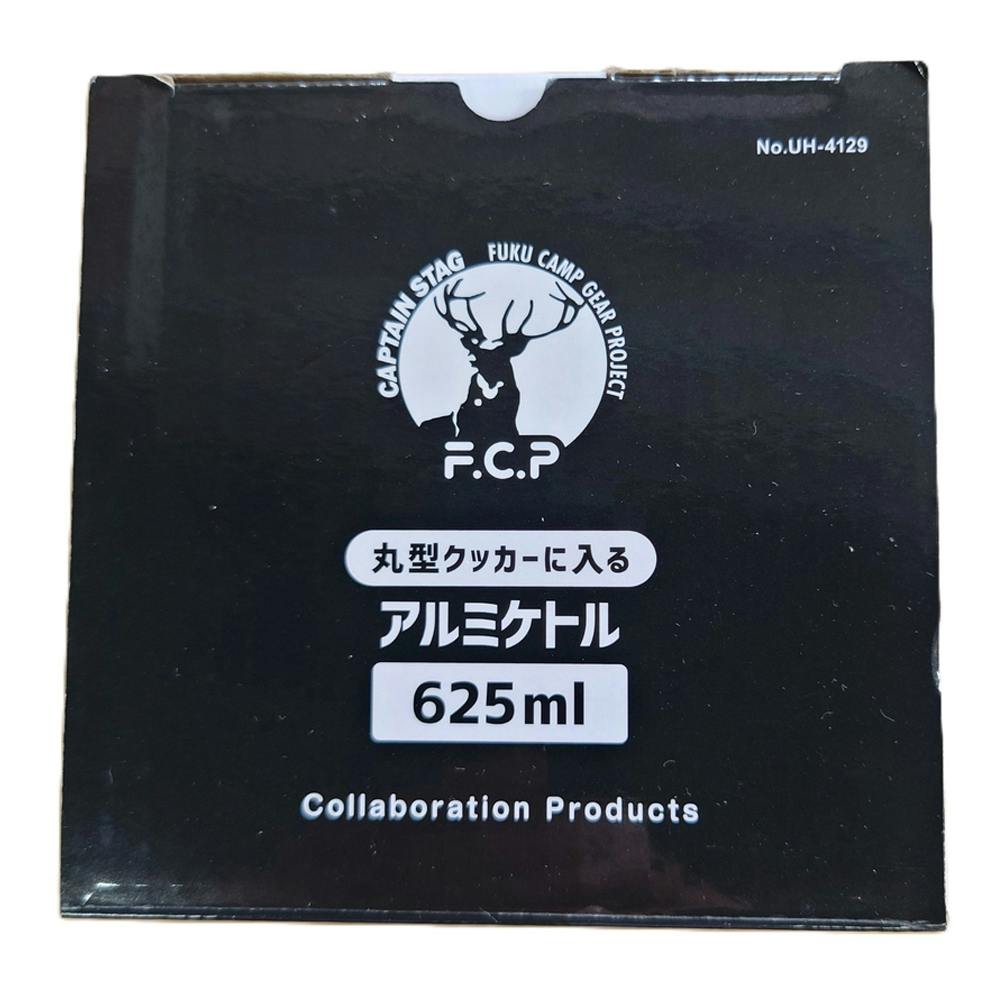 No.UH-4129
CAPTAIN STAG FUKU CAMP GEAR PROJECT
F.C.P
丸型クッカーに入る
アルミケトル
625ml
Collaboration Products